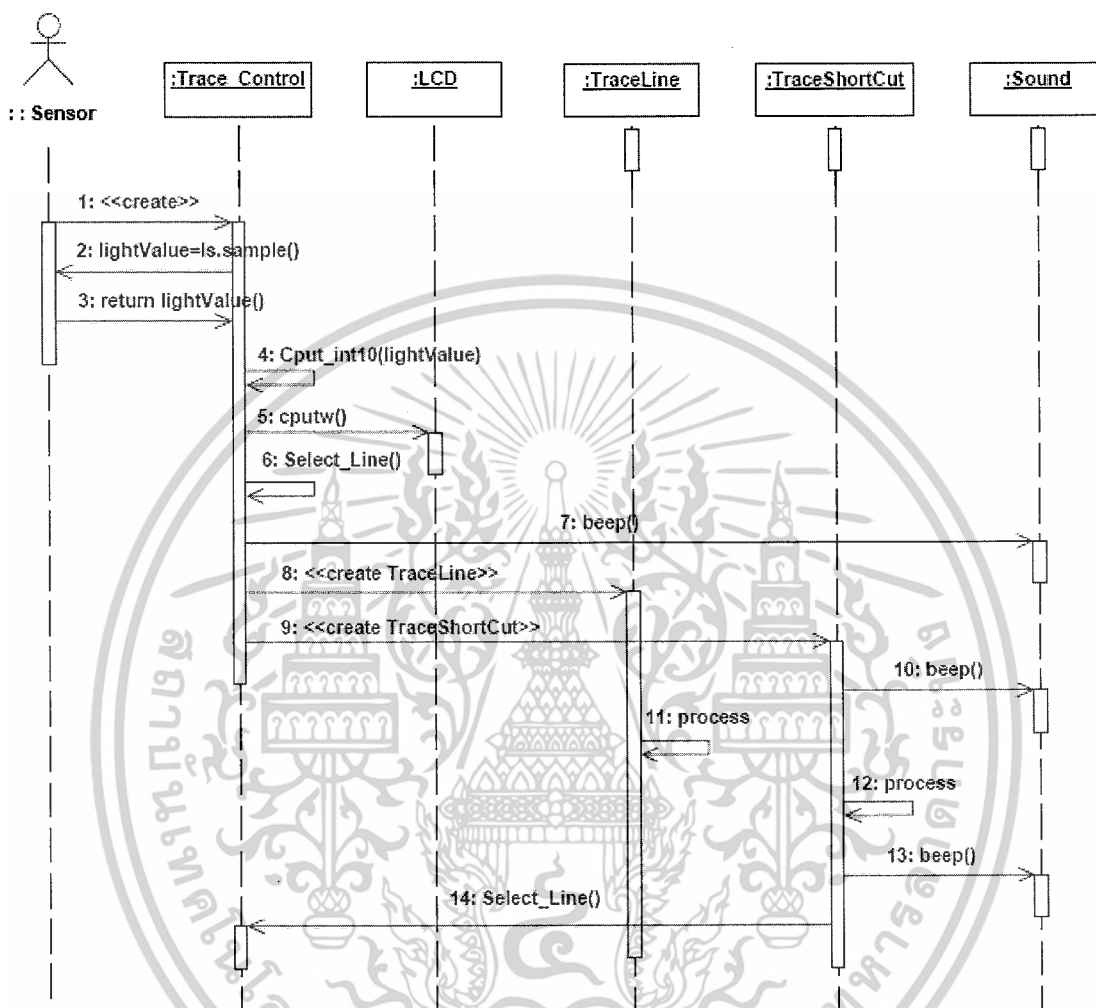 :Trace_Control
:LCD
:TraceLine
:TraceShortCut
:Sound
: : Sensor
1: <<create>>
2: lightValue=ls.sample()
3: return lightValue()
4: Cput_int10(lightValue)
5: cputw()
6: Select_Line()
7: beep()
8: <<create TraceLine>>
9: <<create TraceShortCut>>
10: beep()
11: process
12: process
13: beep()
14: Select_Line()